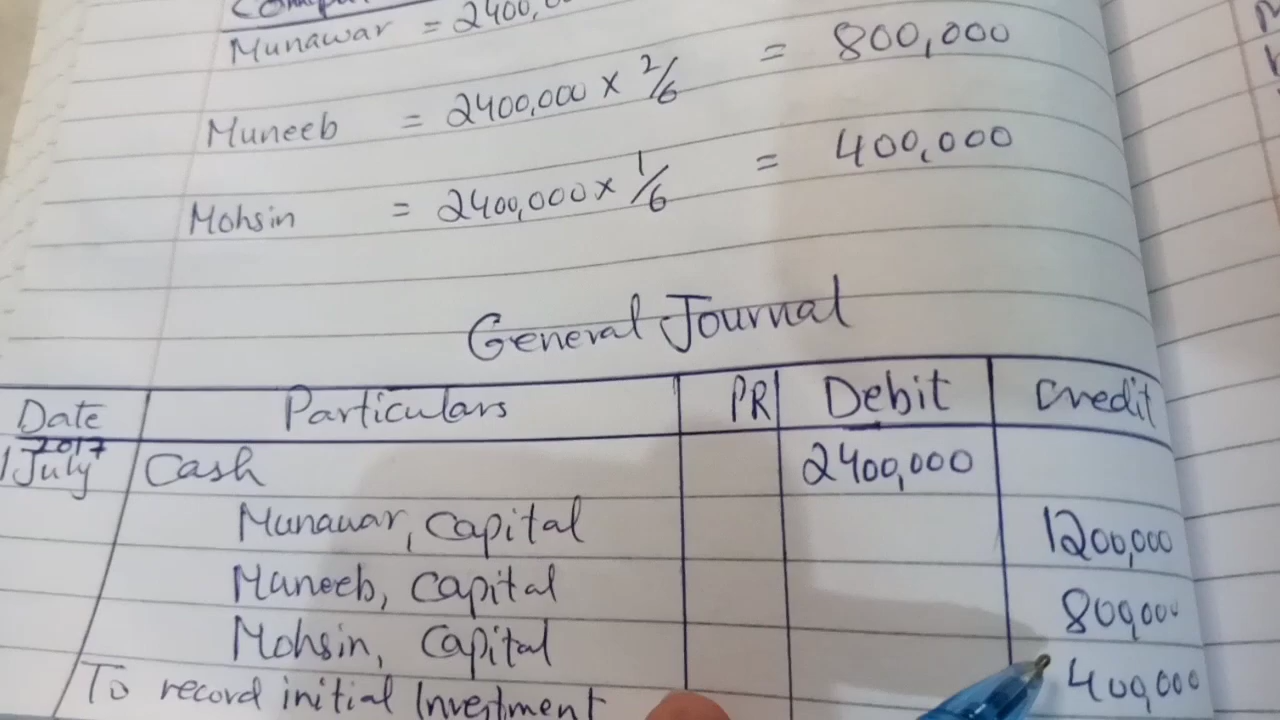 Munawar = 2400,0
Muneeb = 2400,000 x 2/6 = 800,000
Mohsin = 2400,000 x 1/6 = 400,000
General Journal
Date Particulars PR Debit Credit
2017
1 July Cash 2400,000
Munawar, Capital 1200,000
Muneeb, Capital 800,000
Mohsin, Capital 400,000
To record initial Investment